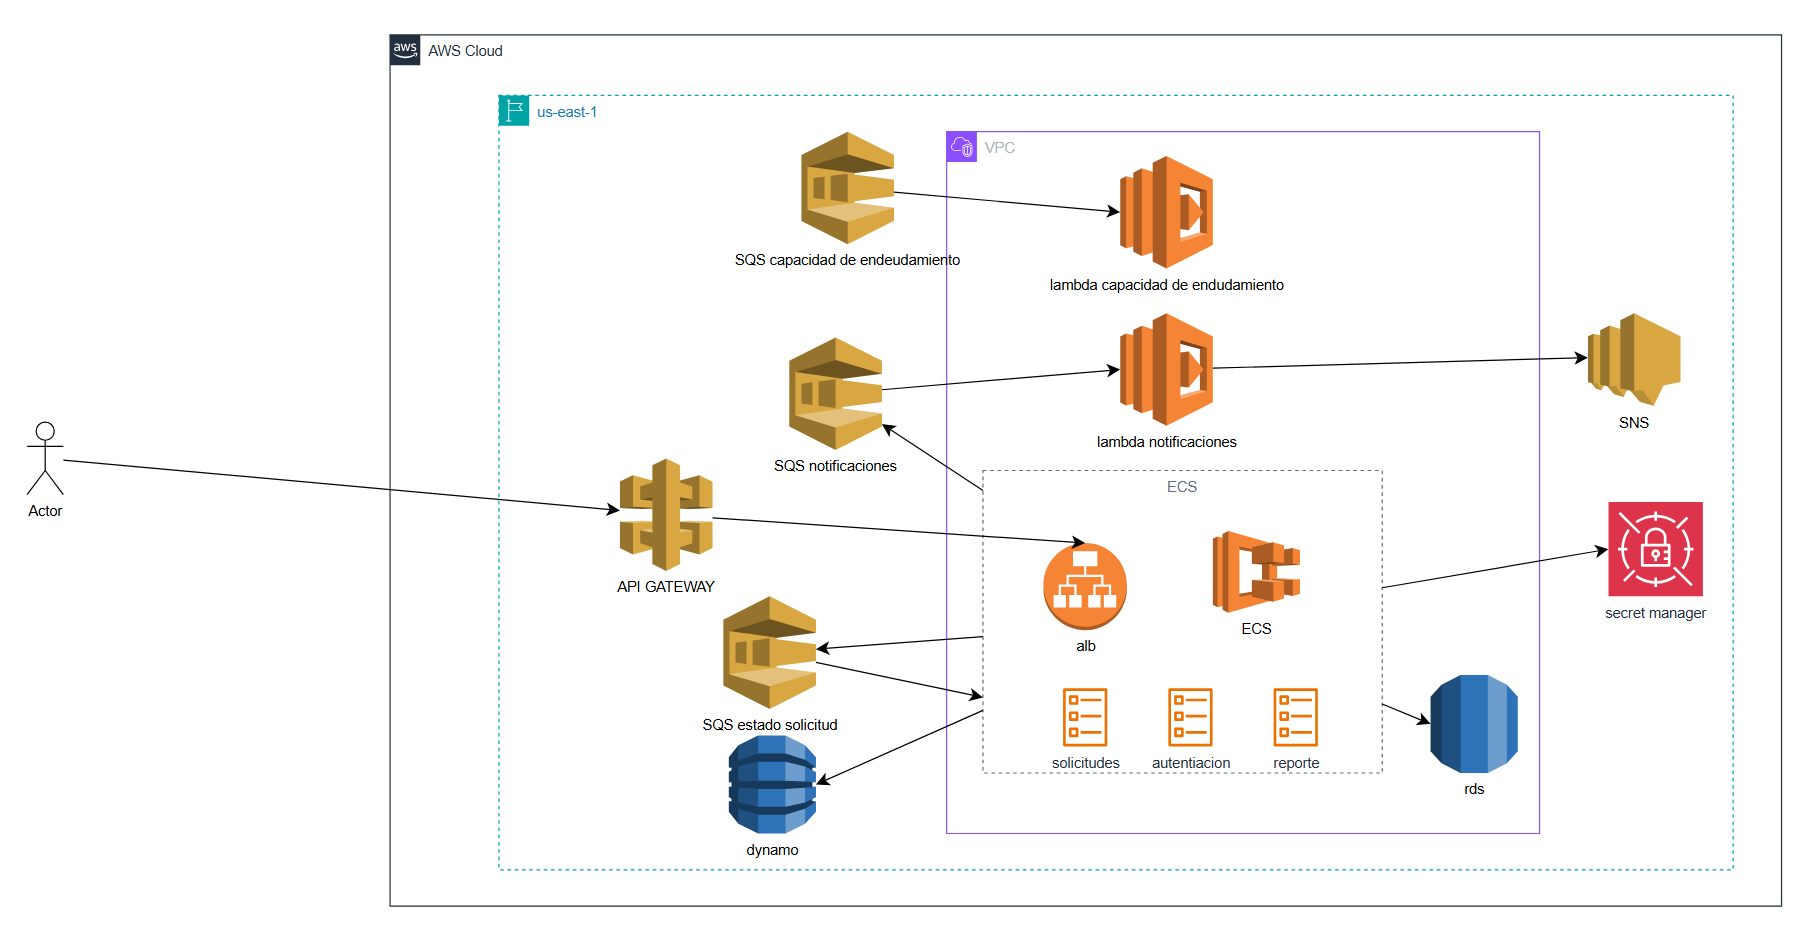 aws
AWS Cloud
us-east-1
VPC
SQS capacidad de endeudamiento
lambda capacidad de endudamiento
SNS
lambda notificaciones
SQS notificaciones
ECS
Actor
API GATEWAY
alb
ECS
secret manager
SQS estado solicitud
solicitudes
autentiacion
reporte
rds
dynamo